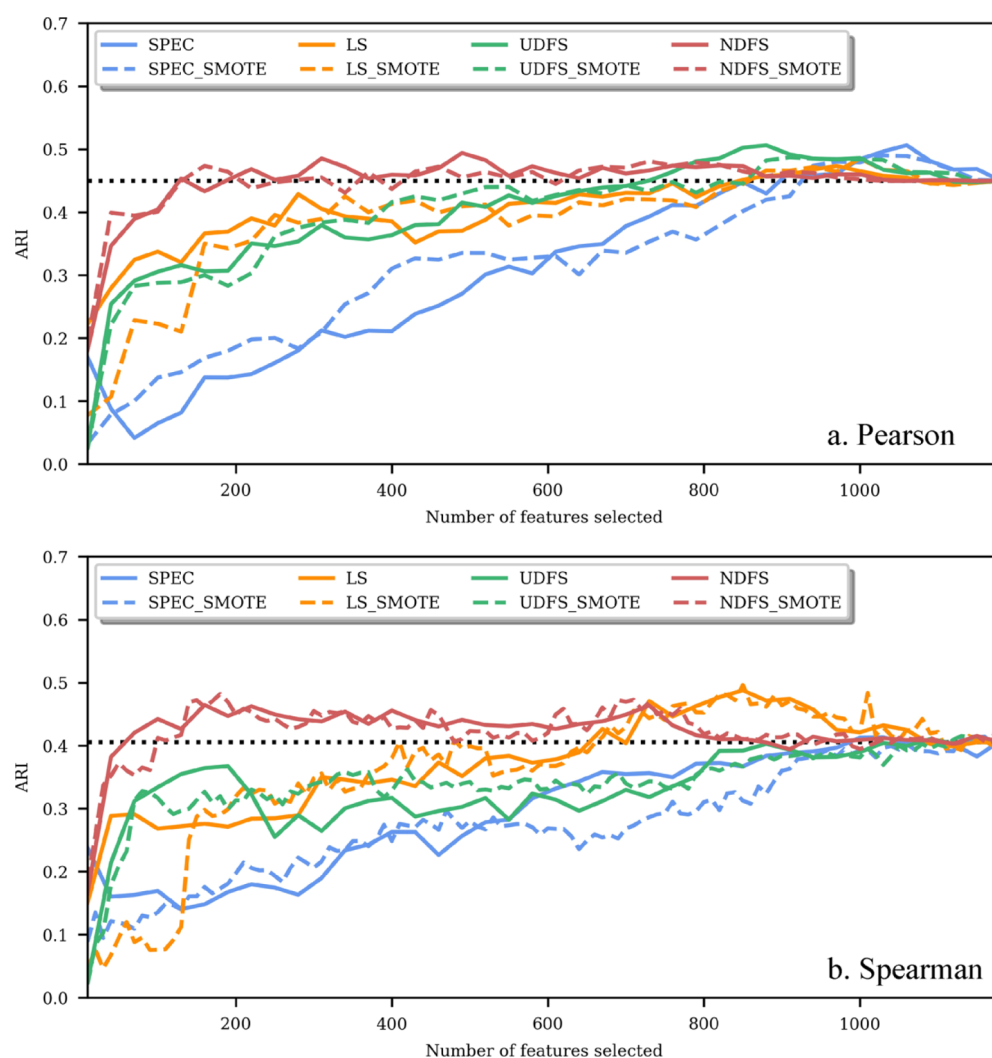 0.7
SPEC LS UDFS NDFS
SPEC_SMOTE LS_SMOTE UDFS_SMOTE NDFS_SMOTE
0.6
0.5
0.4
ARI
0.3
0.2
0.1
a. Pearson
0.0
200 400 600 800 1000
Number of features selected
0.7
SPEC LS UDFS NDFS
SPEC_SMOTE LS_SMOTE UDFS_SMOTE NDFS_SMOTE
0.6
0.5
0.4
ARI
0.3
0.2
0.1
b. Spearman
0.0
200 400 600 800 1000
Number of features selected